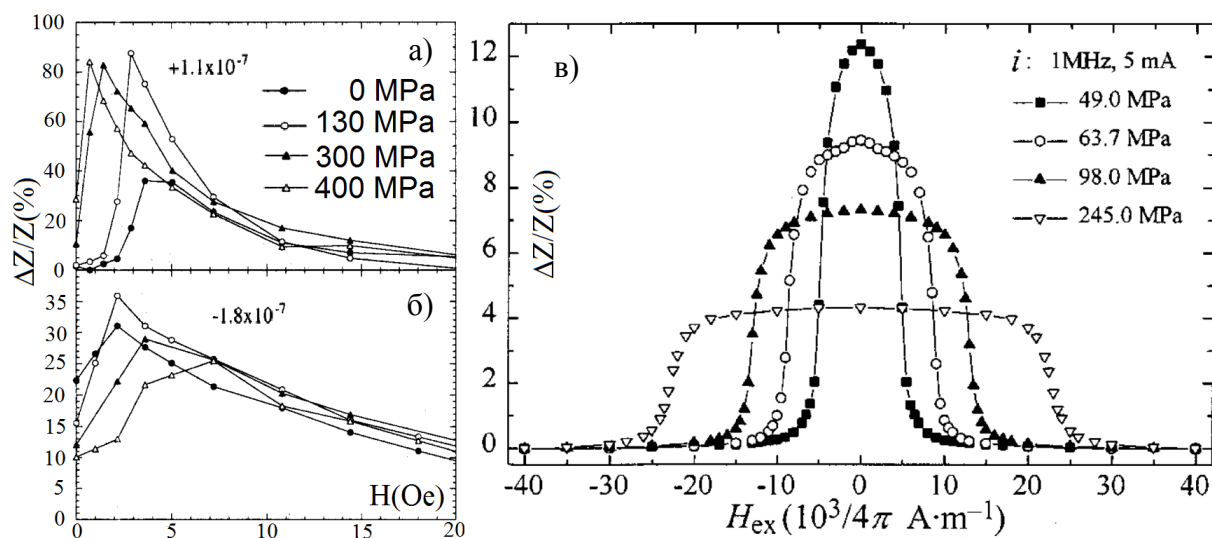 а)
+1.1x10⁻⁷
0 MPa
130 MPa
300 MPa
400 MPa
100
80
60
40
20
0
ΔZ/Z(%)
б)
-1.8x10⁻⁷
35
30
25
20
15
10
5
0
H(Oe)
0 5 10 15 20
в)
i : 1MHz, 5 mA
49.0 MPa
63.7 MPa
98.0 MPa
245.0 MPa
12
10
8
6
4
2
0
ΔZ/Z(%)
-40 -30 -20 -10 0 10 20 30 40
H_ex (10³/4π A·m⁻¹)